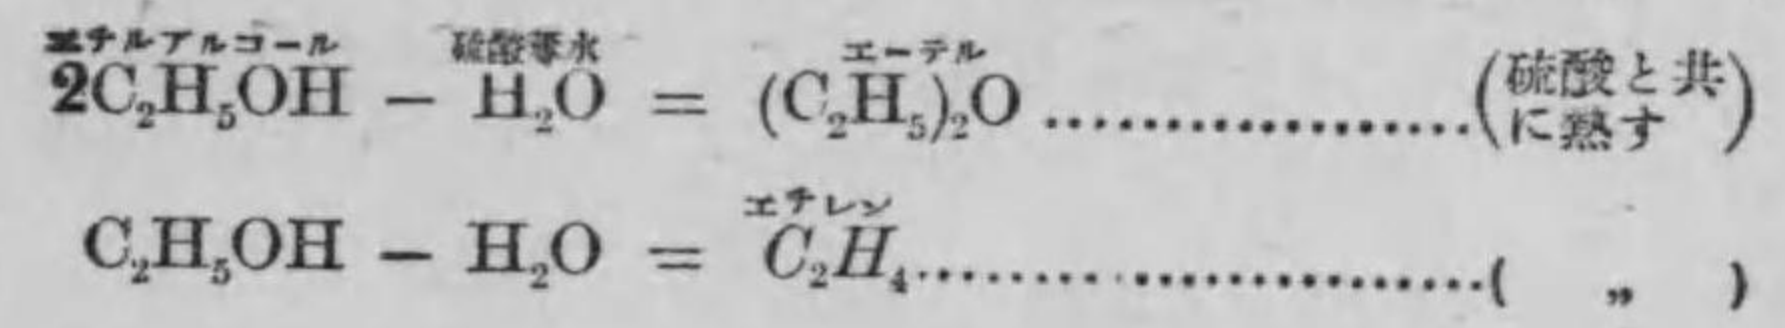 エチルアルコール 硫酸等水 エーテル
2C₂H₅OH − H₂O = (C₂H₅)₂O ………………(硫酸と共に熱す)
エチレン
C₂H₅OH − H₂O = C₂H₄………………( 〃 )